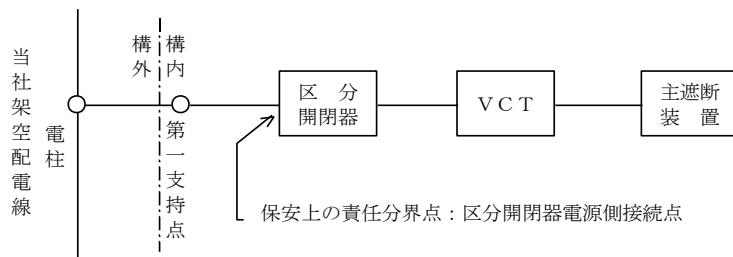 当社架空配電線
電柱
構外
構内
第一支持点
区　分
開閉器
ＶＣＴ
主遮断
装　置
保安上の責任分界点：区分開閉器電源側接続点